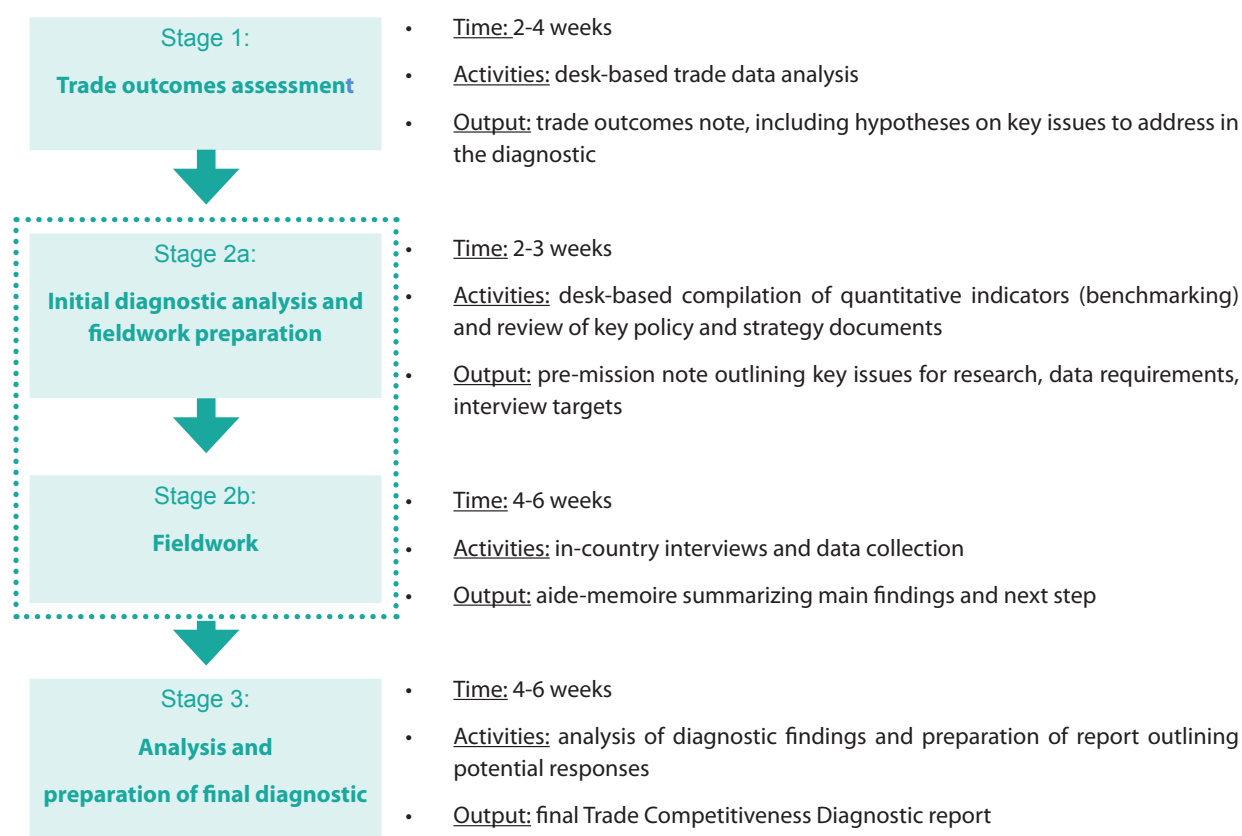 Stage 1:
Trade outcomes assessment
• Time: 2-4 weeks
• Activities: desk-based trade data analysis
• Output: trade outcomes note, including hypotheses on key issues to address in
the diagnostic
Stage 2a:
Initial diagnostic analysis and
fieldwork preparation
• Time: 2-3 weeks
• Activities: desk-based compilation of quantitative indicators (benchmarking)
and review of key policy and strategy documents
• Output: pre-mission note outlining key issues for research, data requirements,
interview targets
Stage 2b:
Fieldwork
• Time: 4-6 weeks
• Activities: in-country interviews and data collection
• Output: aide-memoire summarizing main findings and next step
Stage 3:
Analysis and
preparation of final diagnostic
• Time: 4-6 weeks
• Activities: analysis of diagnostic findings and preparation of report outlining
potential responses
• Output: final Trade Competitiveness Diagnostic report